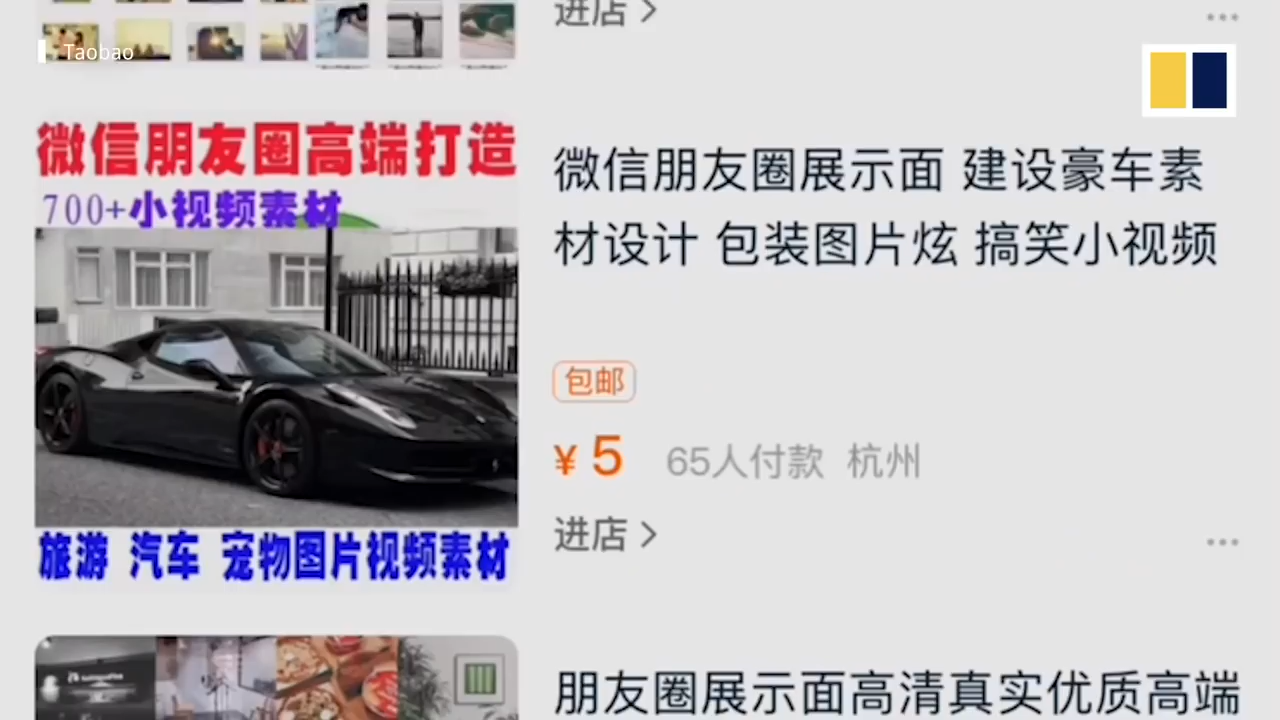 进店 >
Taobao
微信朋友圈高端打造
700+小视频素材
旅游 汽车 宠物图片视频素材
微信朋友圈展示面 建设豪车素
材设计 包装图片炫 搞笑小视频
包邮
¥ 5 65人付款 杭州
进店 >
朋友圈展示面高清真实优质高端